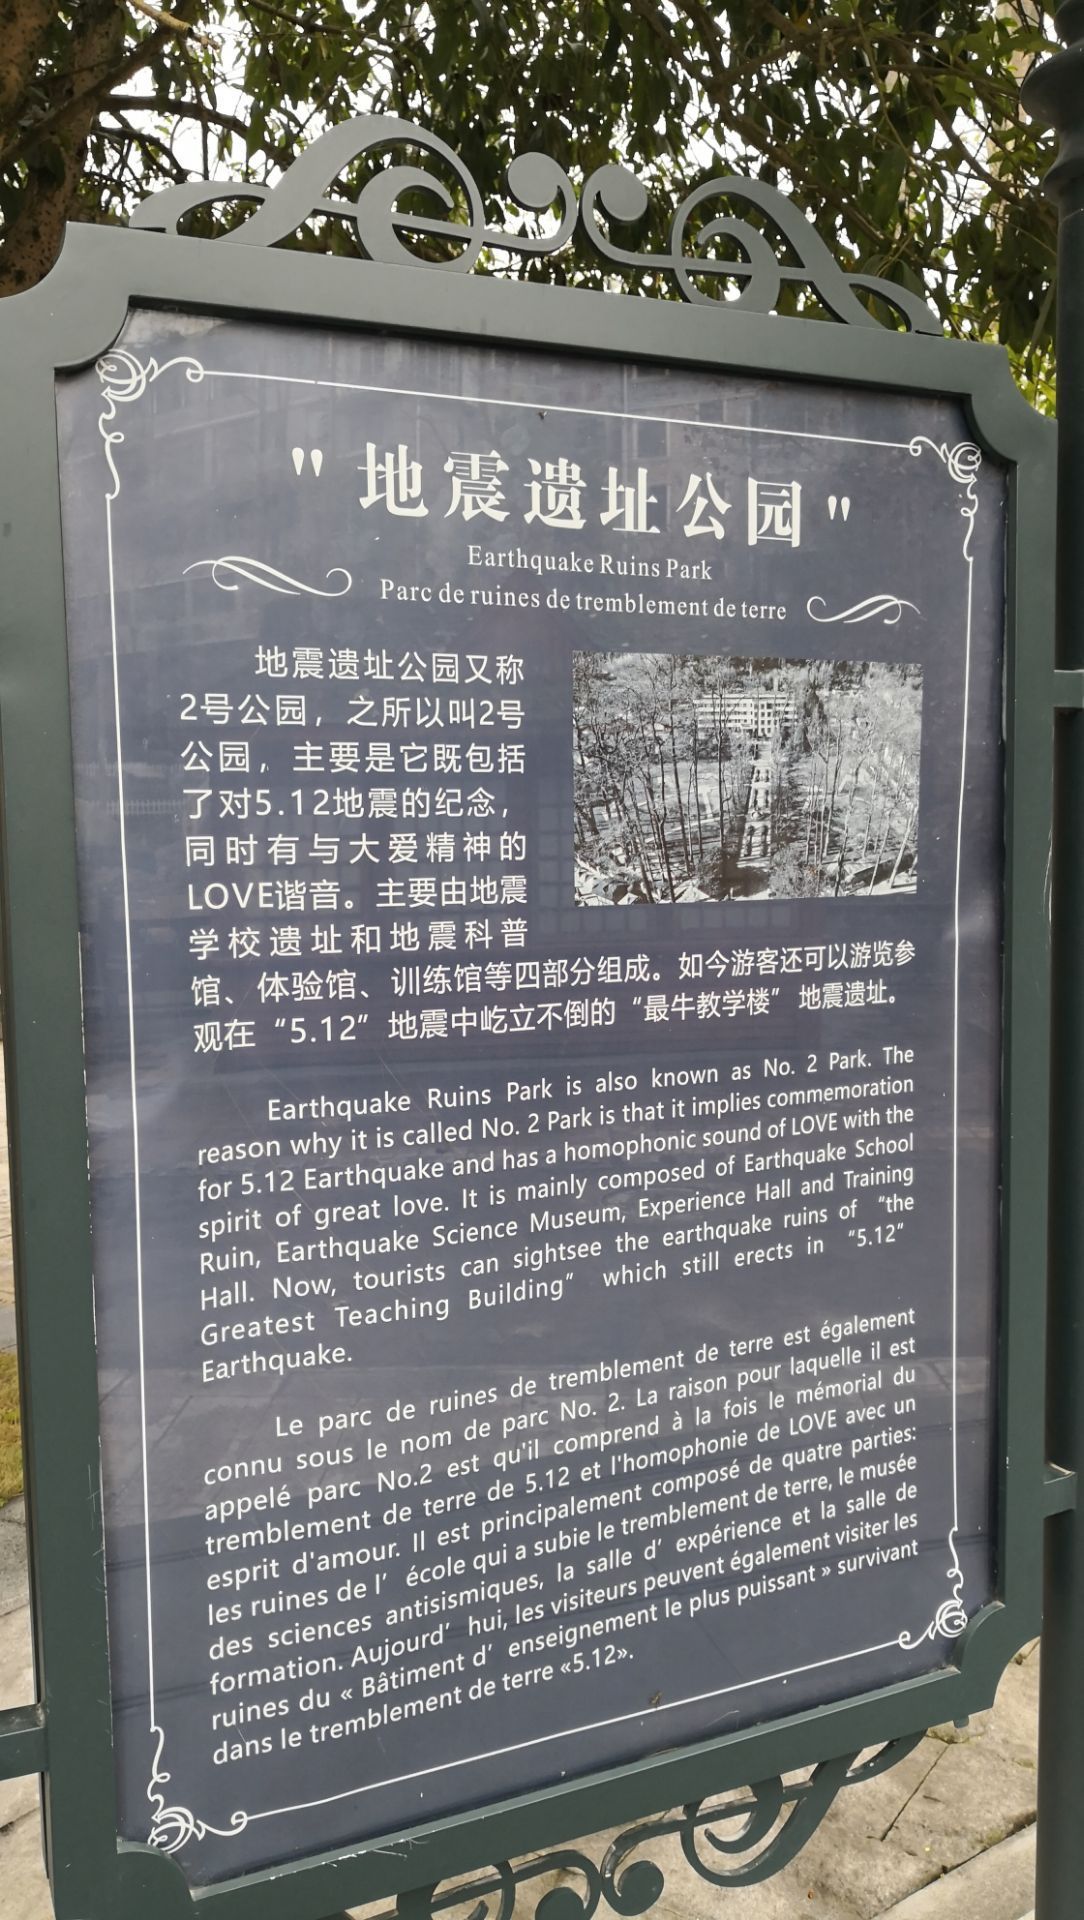 "地震遗址公园"
Earthquake Ruins Park
Parc de ruines de tremblement de terre
地震遗址公园又称
2号公园，之所以叫2号
公园，主要是它既包括
了对5.12地震的纪念，
同时有与大爱精神的
LOVE谐音。主要由地震
学校遗址和地震科普
馆、体验馆、训练馆等四部分组成。如今游客还可以游览参
观在“5.12”地震中屹立不倒的“最牛教学楼”地震遗址。
Earthquake Ruins Park is also known as No. 2 Park. The
reason why it is called No. 2 Park is that it implies commemoration
for 5.12 Earthquake and has a homophonic sound of LOVE with the
spirit of great love. It is mainly composed of Earthquake School
Ruin, Earthquake Science Museum, Experience Hall and Training
Hall. Now, tourists can sightsee the earthquake ruins of “the
Greatest Teaching Building” which still erects in “5.12”
Earthquake.
Le parc de ruines de tremblement de terre est également
connu sous le nom de parc No. 2. La raison pour laquelle il est
appelé parc No.2 est qu'il comprend à la fois le mémorial du
tremblement de terre de 5.12 et l'homophonie de LOVE avec un
esprit d'amour. Il est principalement composé de quatre parties:
les ruines de l’école qui a subie le tremblement de terre, le musée
des sciences antisismiques, la salle d’expérience et la salle de
formation. Aujourd’hui, les visiteurs peuvent également visiter les
ruines du « Bâtiment d’enseignement le plus puissant » survivant
dans le tremblement de terre «5.12».